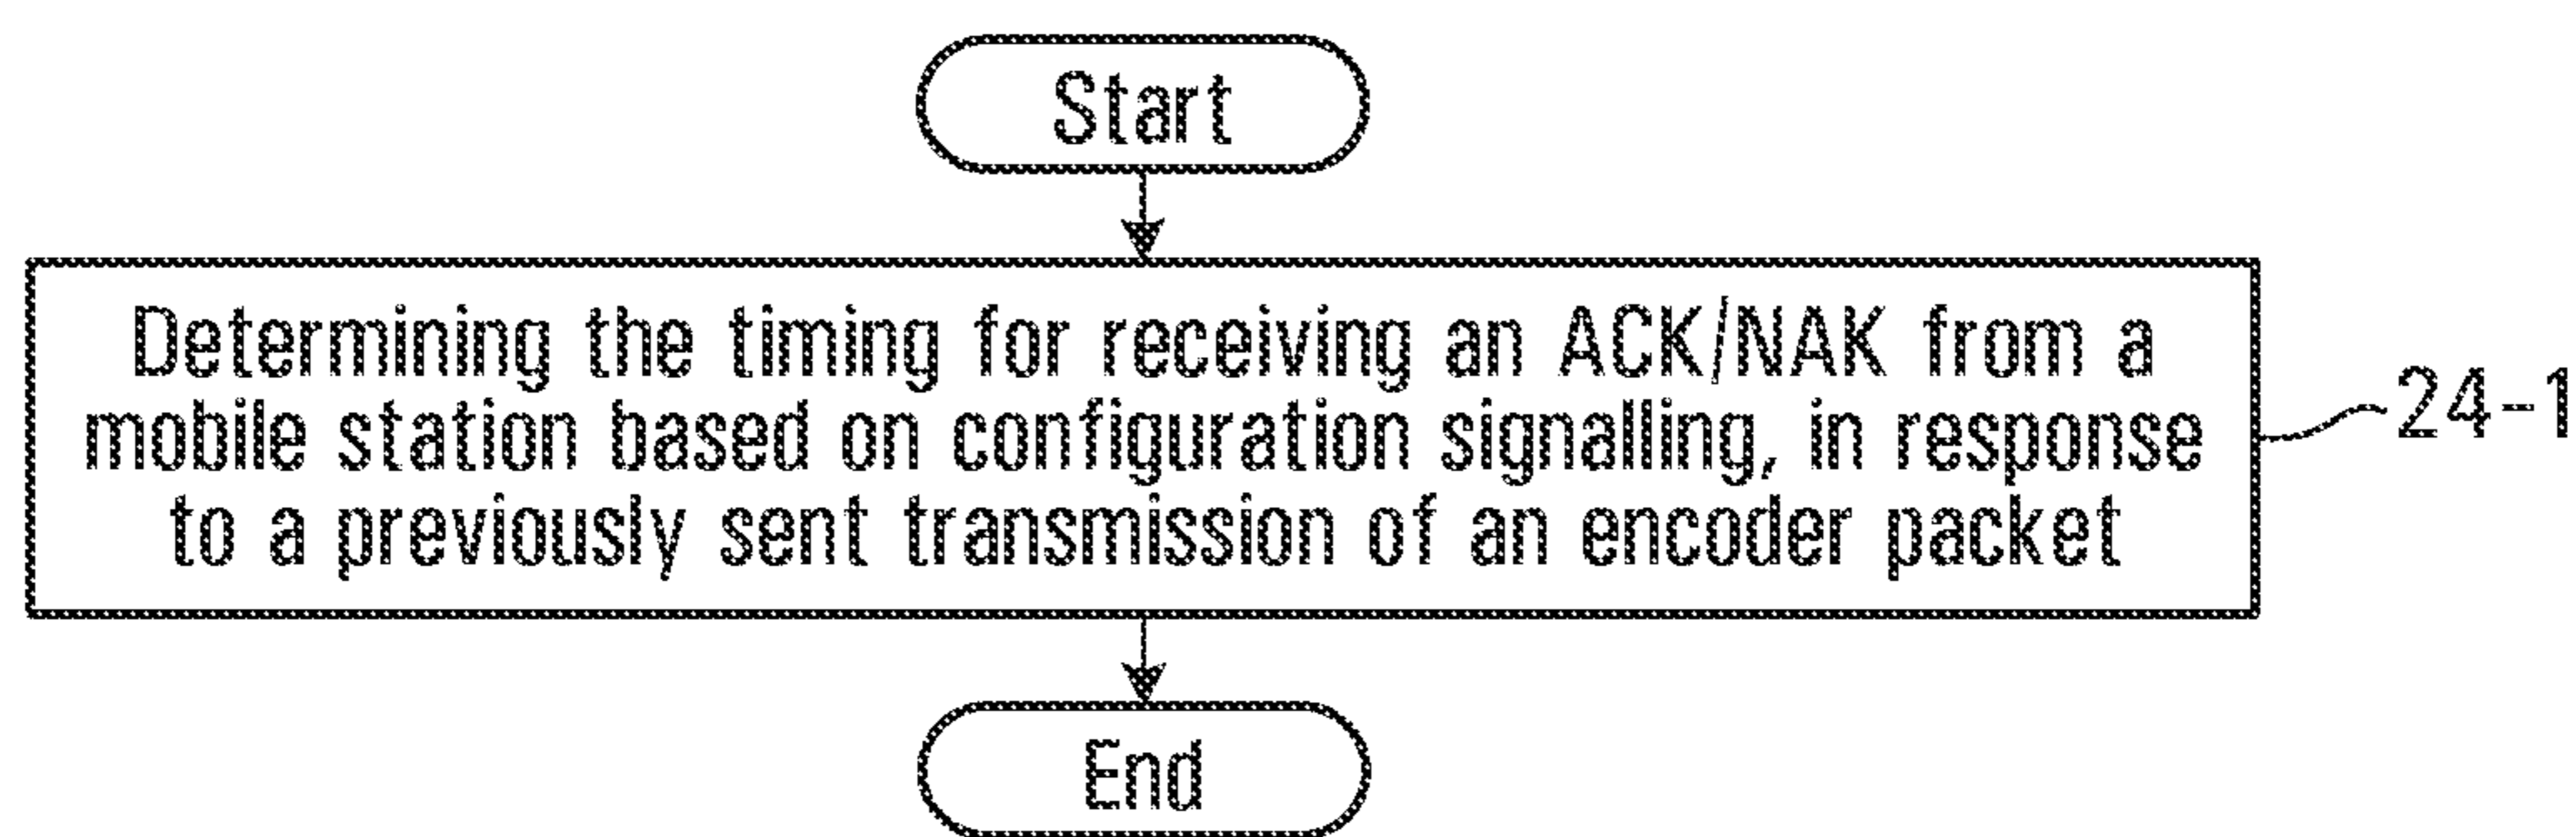 Start
Determining the timing for receiving an ACK/NAK from a
mobile station based on configuration signalling, in response
to a previously sent transmission of an encoder packet
24-1
End